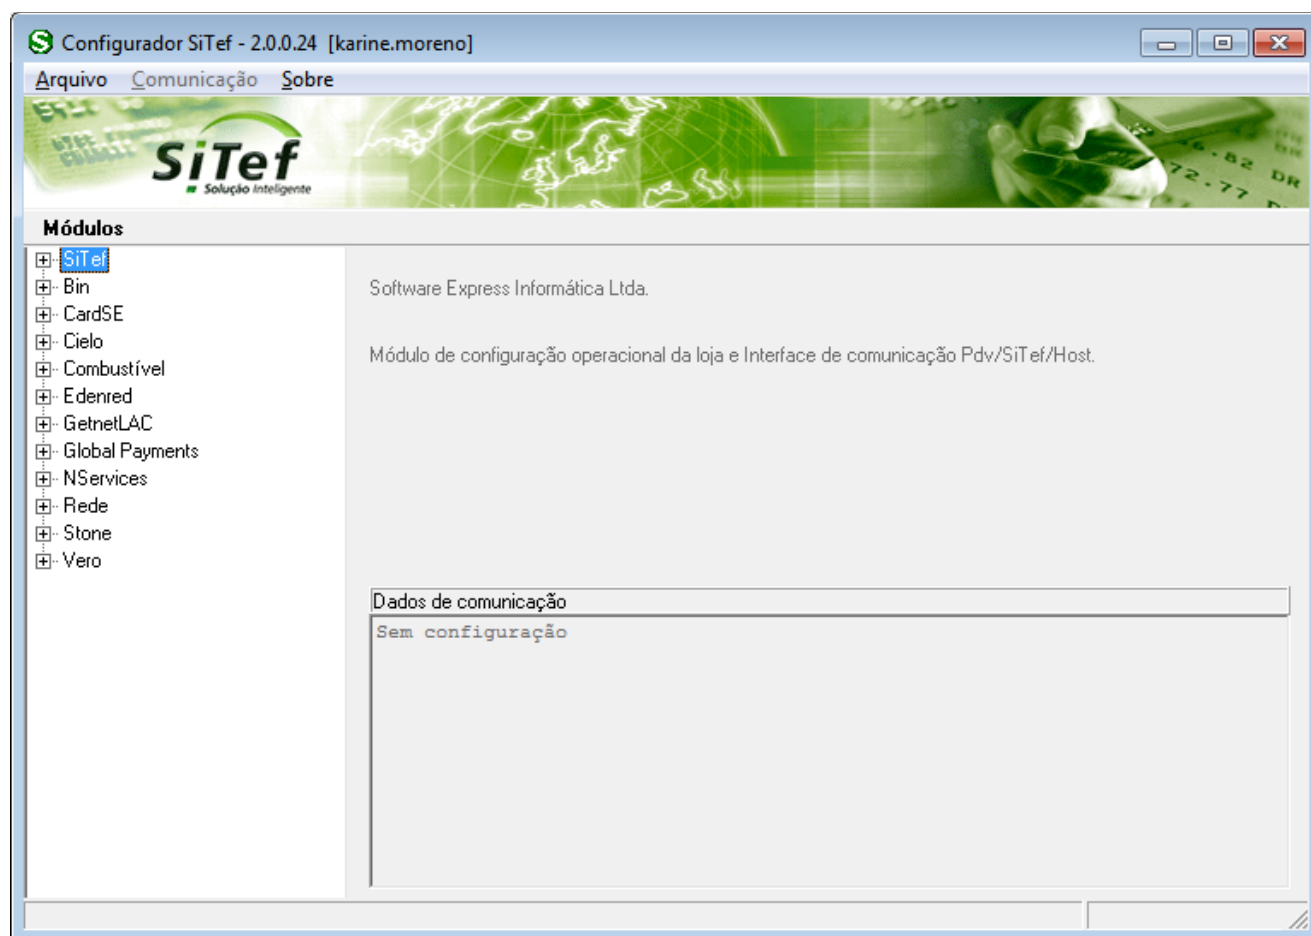 Configurador SiTef - 2.0.0.24 [karine.moreno]
Arquivo Comunicação Sobre
SiTef
Solução Inteligente
Módulos
SiTef
Bin
CardSE
Cielo
Combustível
Edenred
GetnetLAC
Global Payments
NServices
Rede
Stone
Vero
Software Express Informática Ltda.
Módulo de configuração operacional da loja e Interface de comunicação Pdv/SiTef/Host.
Dados de comunicação
Sem configuração